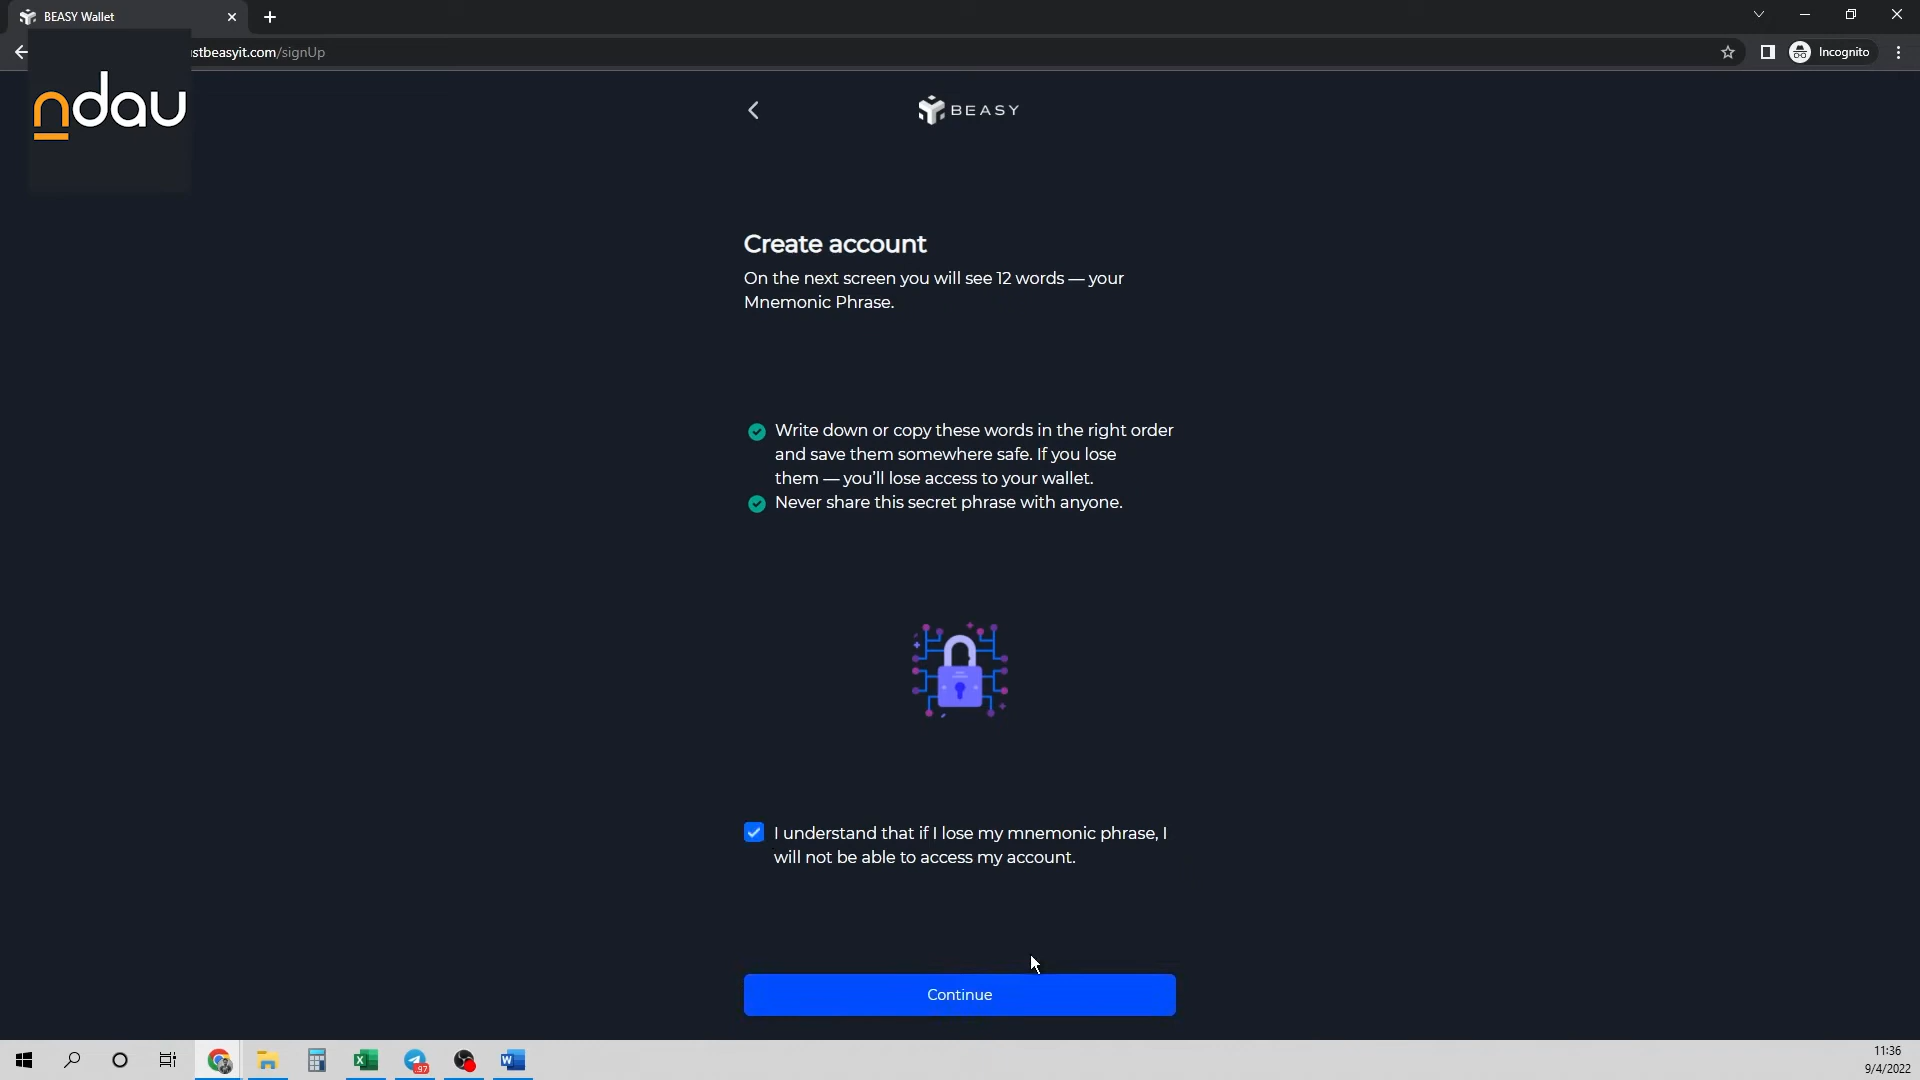 BEASY Wallet
stbeasyit.com/signUp
Incognito
ndau
BEASY
Create account
On the next screen you will see 12 words — your
Mnemonic Phrase.
Write down or copy these words in the right order
and save them somewhere safe. If you lose
them — you'll lose access to your wallet.
Never share this secret phrase with anyone.
I understand that if I lose my mnemonic phrase, I
will not be able to access my account.
Continue
97
11:36
9/4/2022